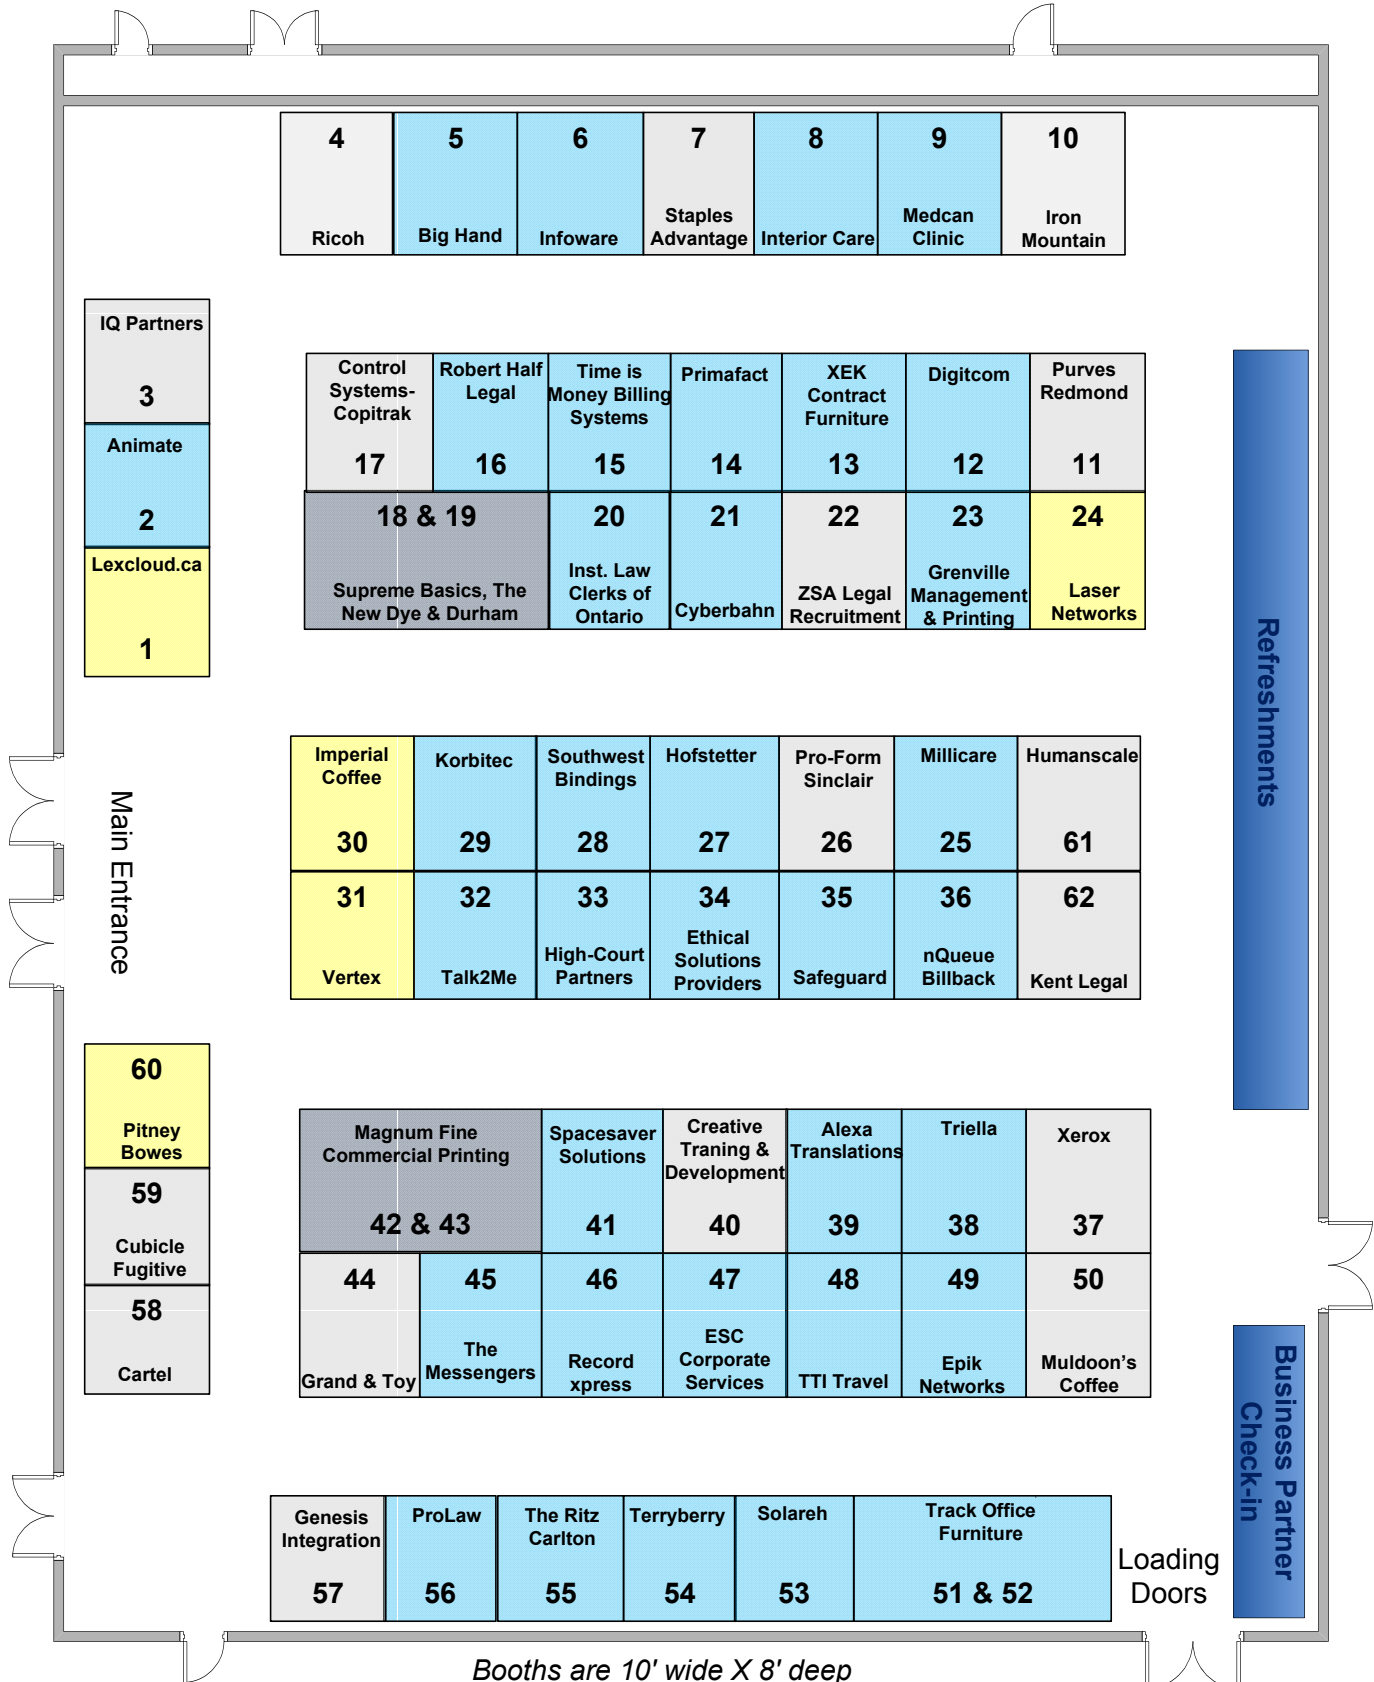 4
Ricoh
5
Big Hand
6
Infoware
7
Staples
Advantage
8
Interior Care
9
Medcan
Clinic
10
Iron
Mountain
IQ Partners
3
Animate
2
Lexcloud.ca
1
Control
Systems-
Copitrak
17
Robert Half
Legal
16
Time is
Money Billing
Systems
15
Primafact
14
XEK
Contract
Furniture
13
Digitcom
12
Purves
Redmond
11
18 & 19
Supreme Basics, The
New Dye & Durham
20
Inst. Law
Clerks of
Ontario
21
Cyberbahn
22
ZSA Legal
Recruitment
23
Grenville
Management
& Printing
24
Laser
Networks
Refreshments
Main Entrance
Imperial
Coffee
30
Korbitec
29
Southwest
Bindings
28
Hofstetter
27
Pro-Form
Sinclair
26
Millicare
25
Humanscale
61
31
Vertex
32
Talk2Me
33
High-Court
Partners
34
Ethical
Solutions
Providers
35
Safeguard
36
nQueue
Billback
62
Kent Legal
60
Pitney
Bowes
59
Cubicle
Fugitive
58
Cartel
Magnum Fine
Commercial Printing
42 & 43
Spacesaver
Solutions
41
Creative
Traning &
Development
40
Alexa
Translations
39
Triella
38
Xerox
37
44
Grand & Toy
45
The
Messengers
46
Record
xpress
47
ESC
Corporate
Services
48
TTI Travel
49
Epik
Networks
50
Muldoon's
Coffee
Business Partner
Check-in
Genesis
Integration
57
ProLaw
56
The Ritz
Carlton
55
Terryberry
54
Solareh
53
Track Office
Furniture
51 & 52
Loading
Doors
Booths are 10' wide X 8' deep